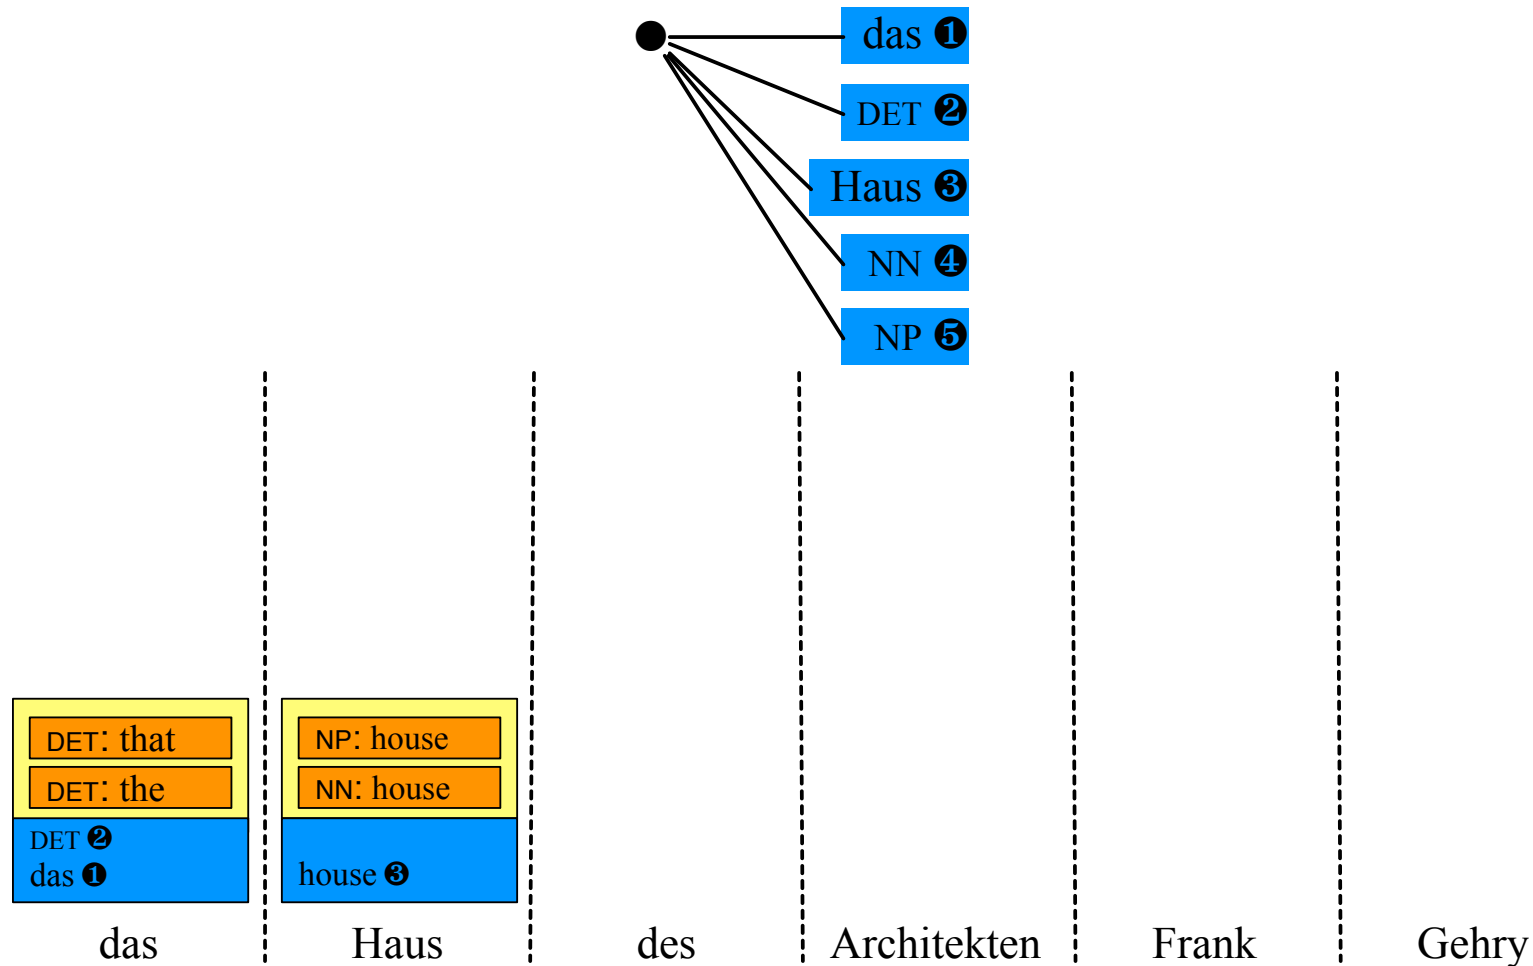 das ❶
DET ❷
Haus ❸
NN ❹
NP ❺
DET: that
DET: the
DET ❷
das ❶
NP: house
NN: house
house ❸
das Haus des Architekten Frank Gehry